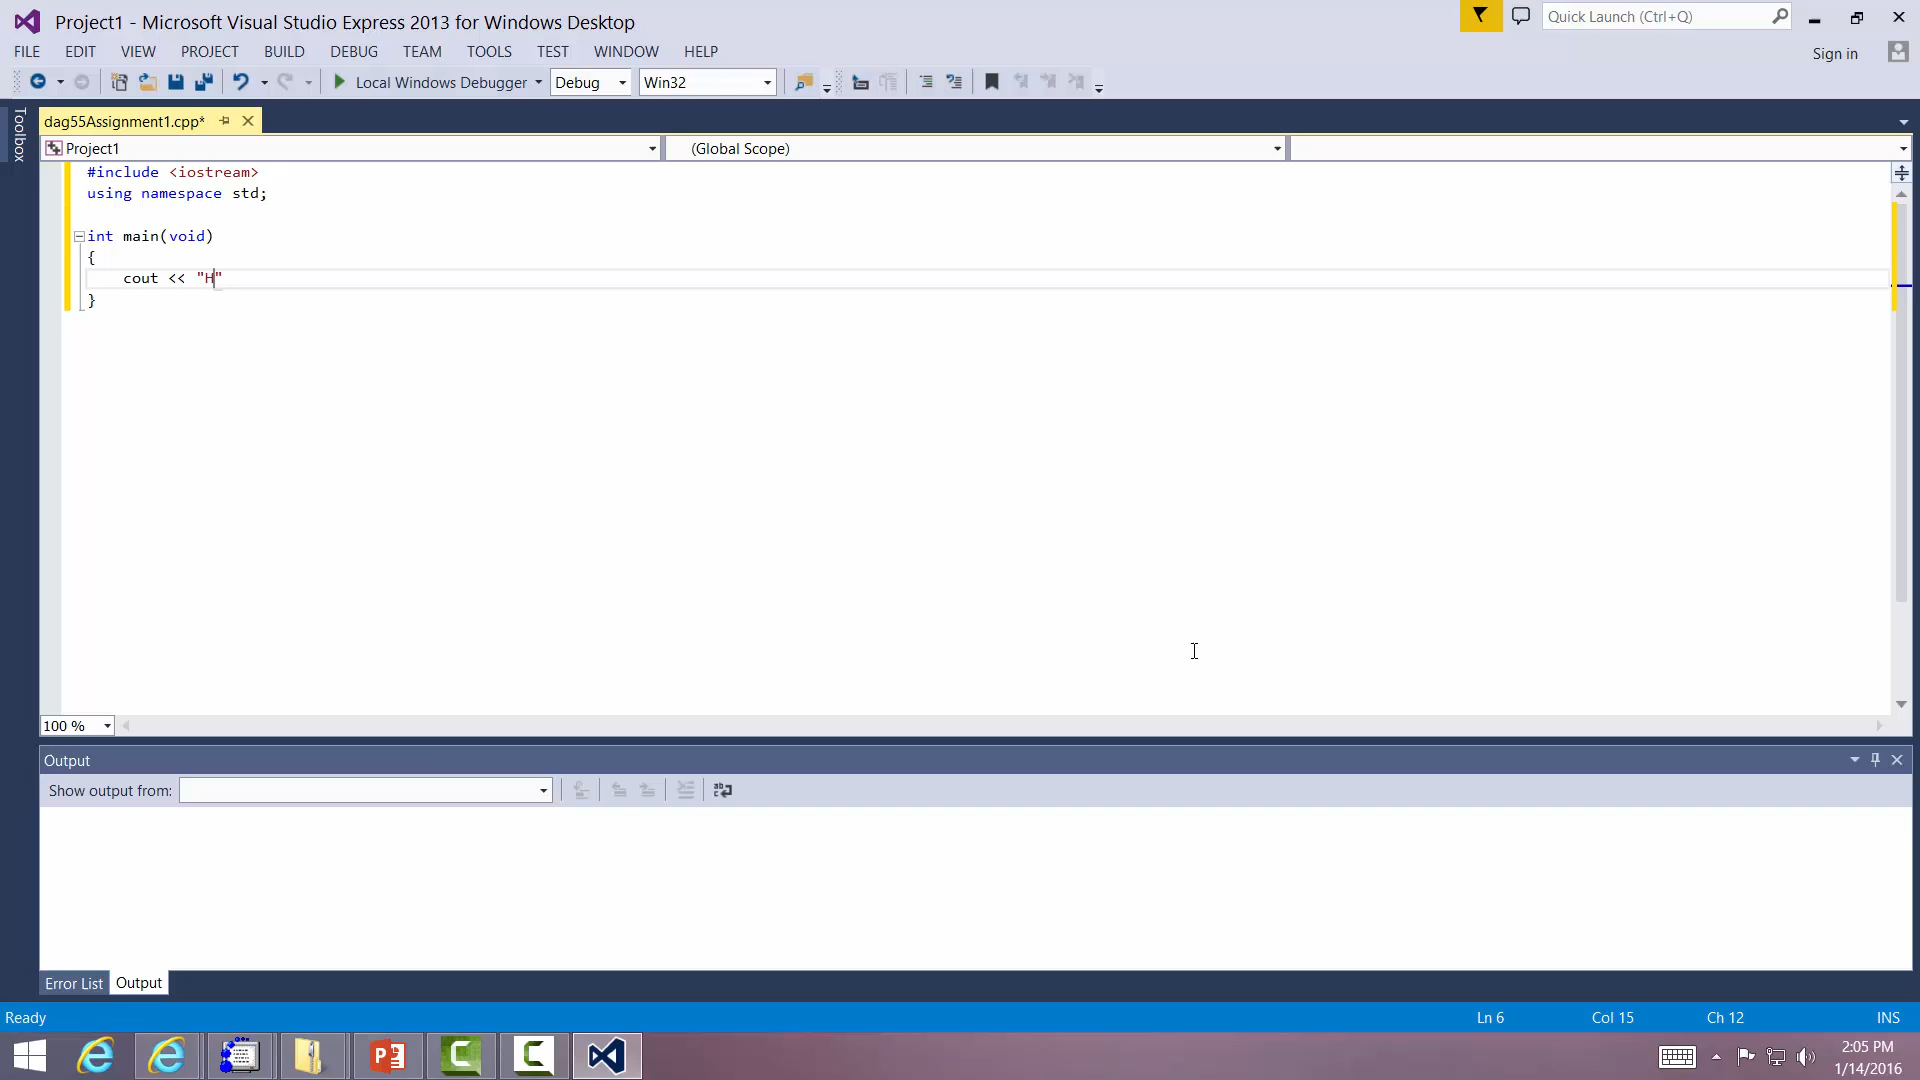 Project1 - Microsoft Visual Studio Express 2013 for Windows Desktop
Quick Launch (Ctrl+Q)
FILE EDIT VIEW PROJECT BUILD DEBUG TEAM TOOLS TEST WINDOW HELP
Sign in
Local Windows Debugger Debug Win32
Toolbox
dag55Assignment1.cpp*
Project1 (Global Scope)
#include <iostream>
using namespace std;
int main(void)
{
cout << "H"
}
100 %
Output
Show output from:
Error List Output
Ready Ln 6 Col 15 Ch 12 INS
2:05 PM
1/14/2016